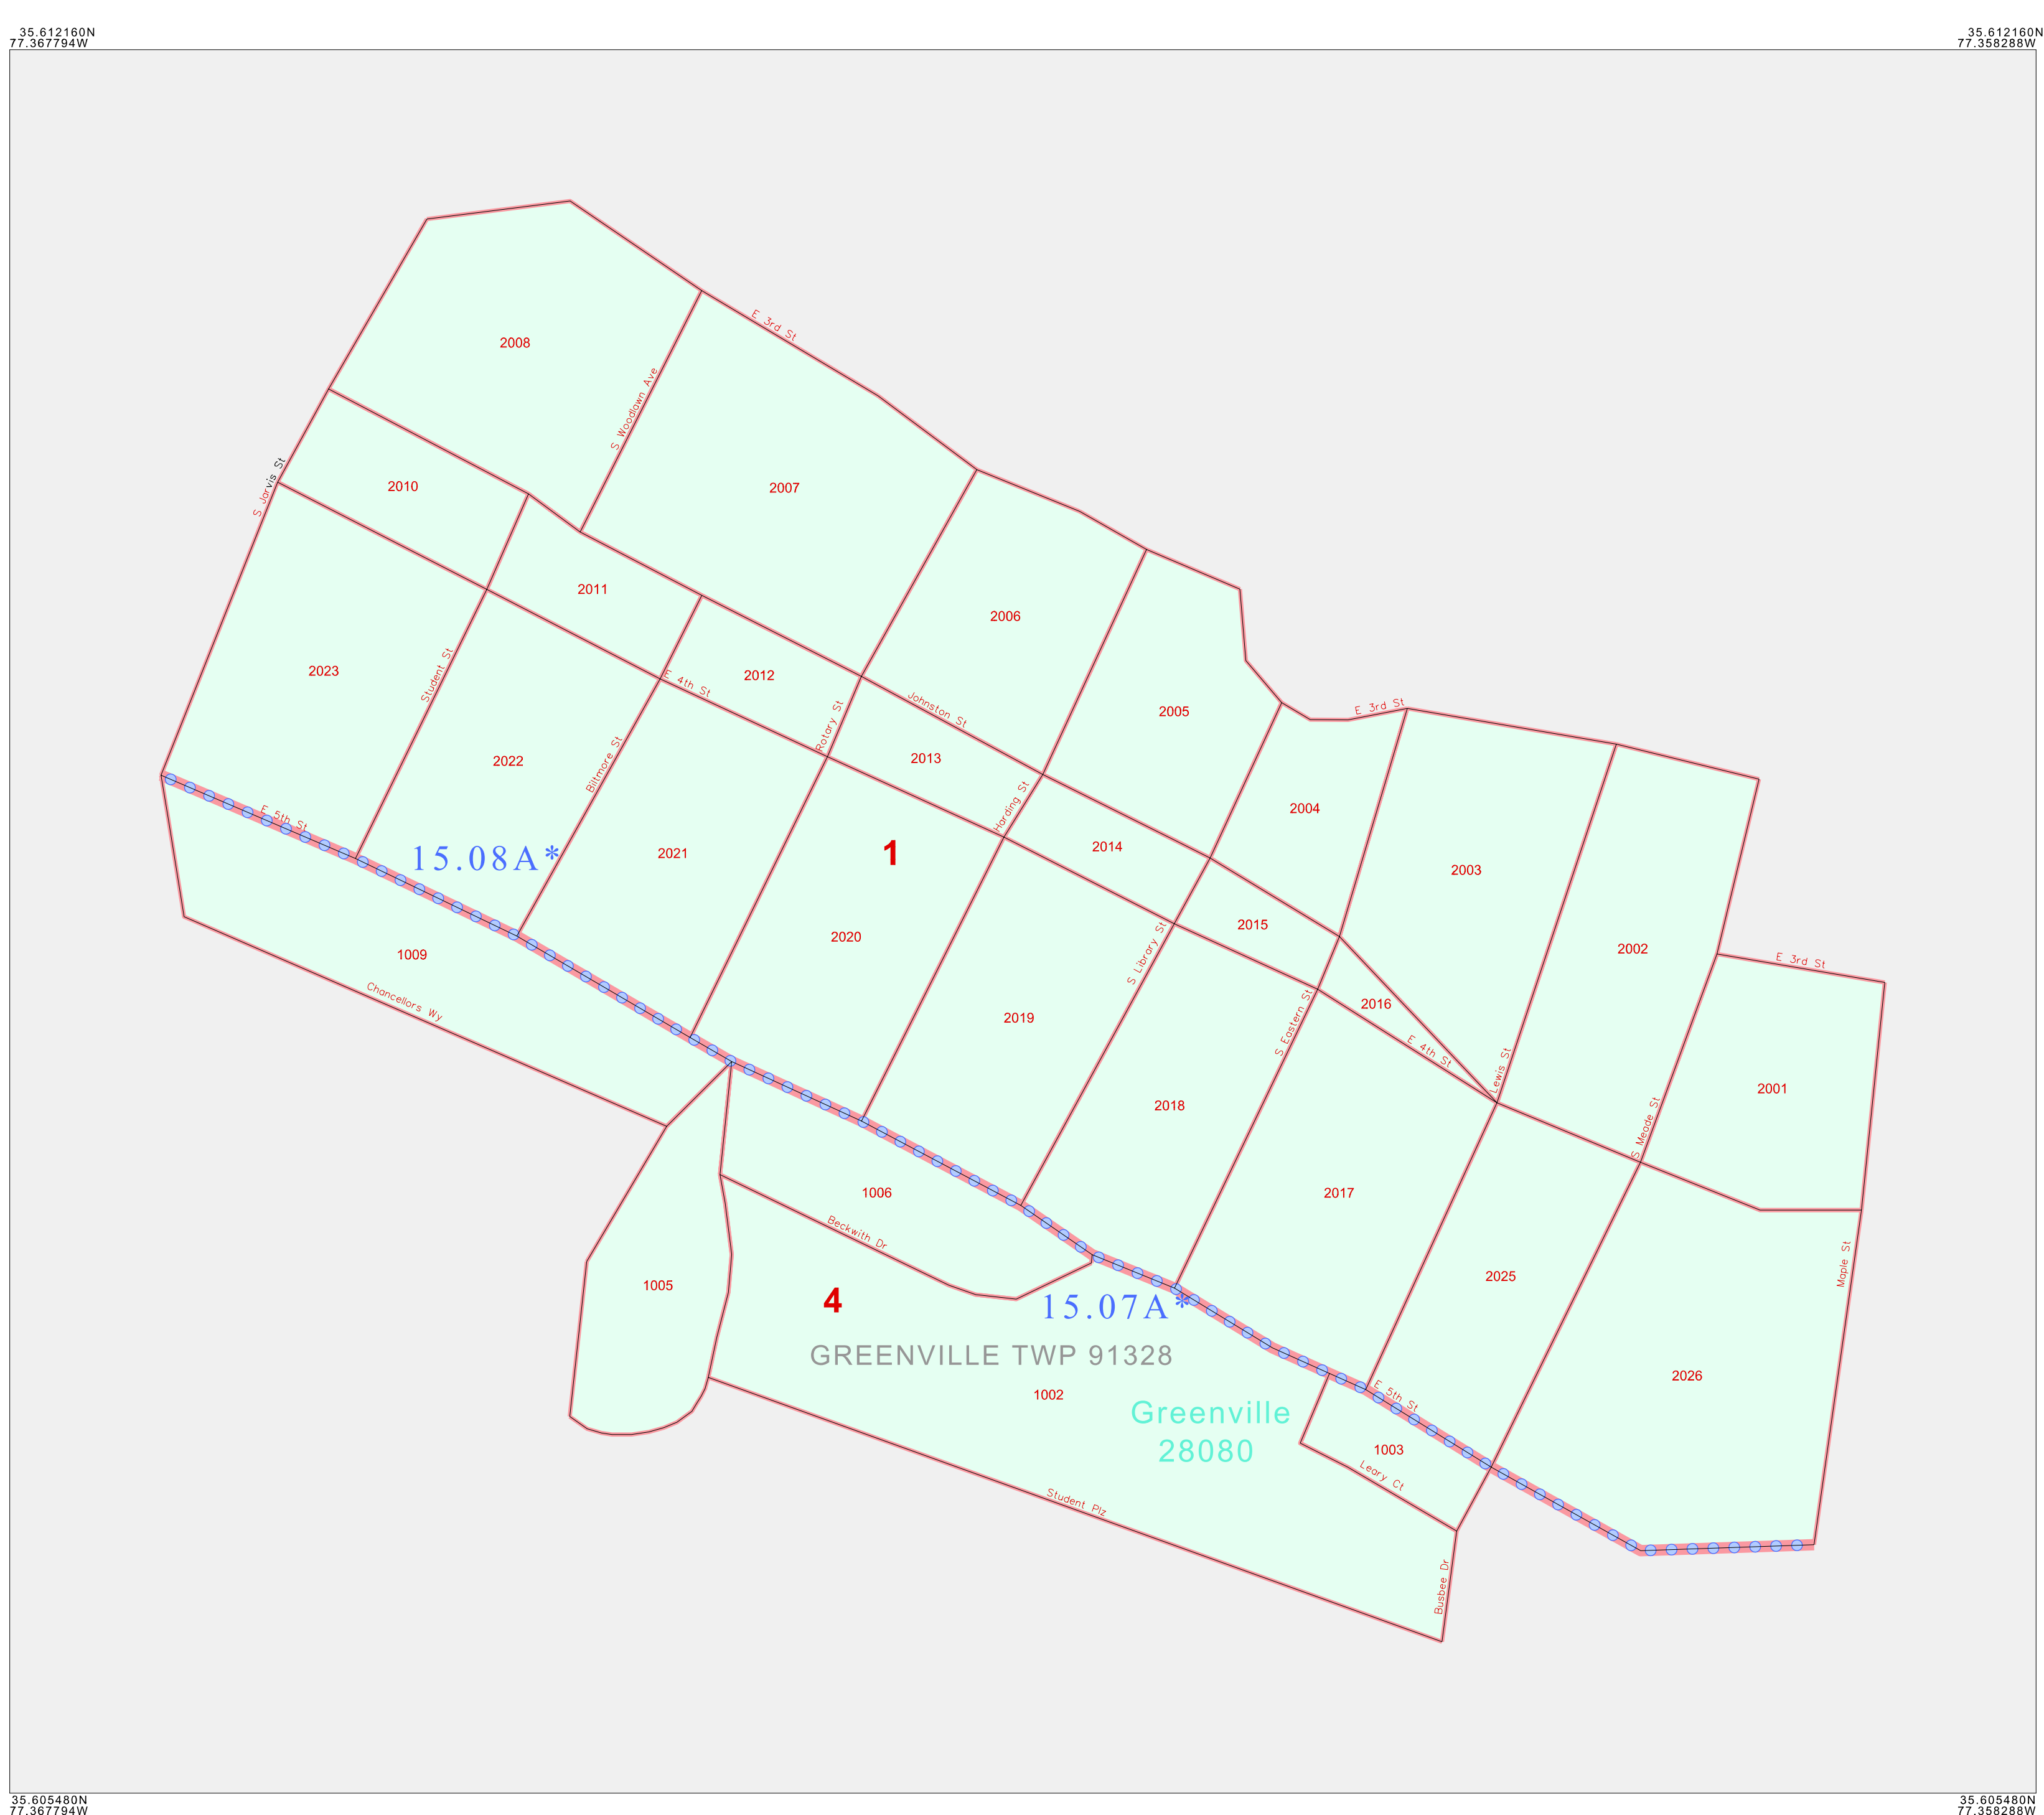 35.612160N
77.367794W
35.612160N
77.358288W
E 3rd St
2008
S Woodlawn Ave
2007
S Jarvis St
2010
2011
2006
2023
Student St
2012
E 4th St
Johnston St
2005
E 3rd St
Rotary St
2013
2022
Biltmore St
E 5th St
Harding St
2004
15.08A*
2021
1
2014
2003
2020
2015
2002
1009
S Library St
E 3rd St
Chancellors Wy
2016
2019
S Eastern St
E 4th St
Lewis St
2001
2018
S Meade St
1006
2017
Beckwith Dr
Maple St
1005
2025
4
15.07A*
GREENVILLE TWP 91328
1002
2026
E 5th St
Greenville
28080
1003
Leary Ct
Student Plz
Busbee Dr
35.605480N
77.367794W
35.605480N
77.358288W